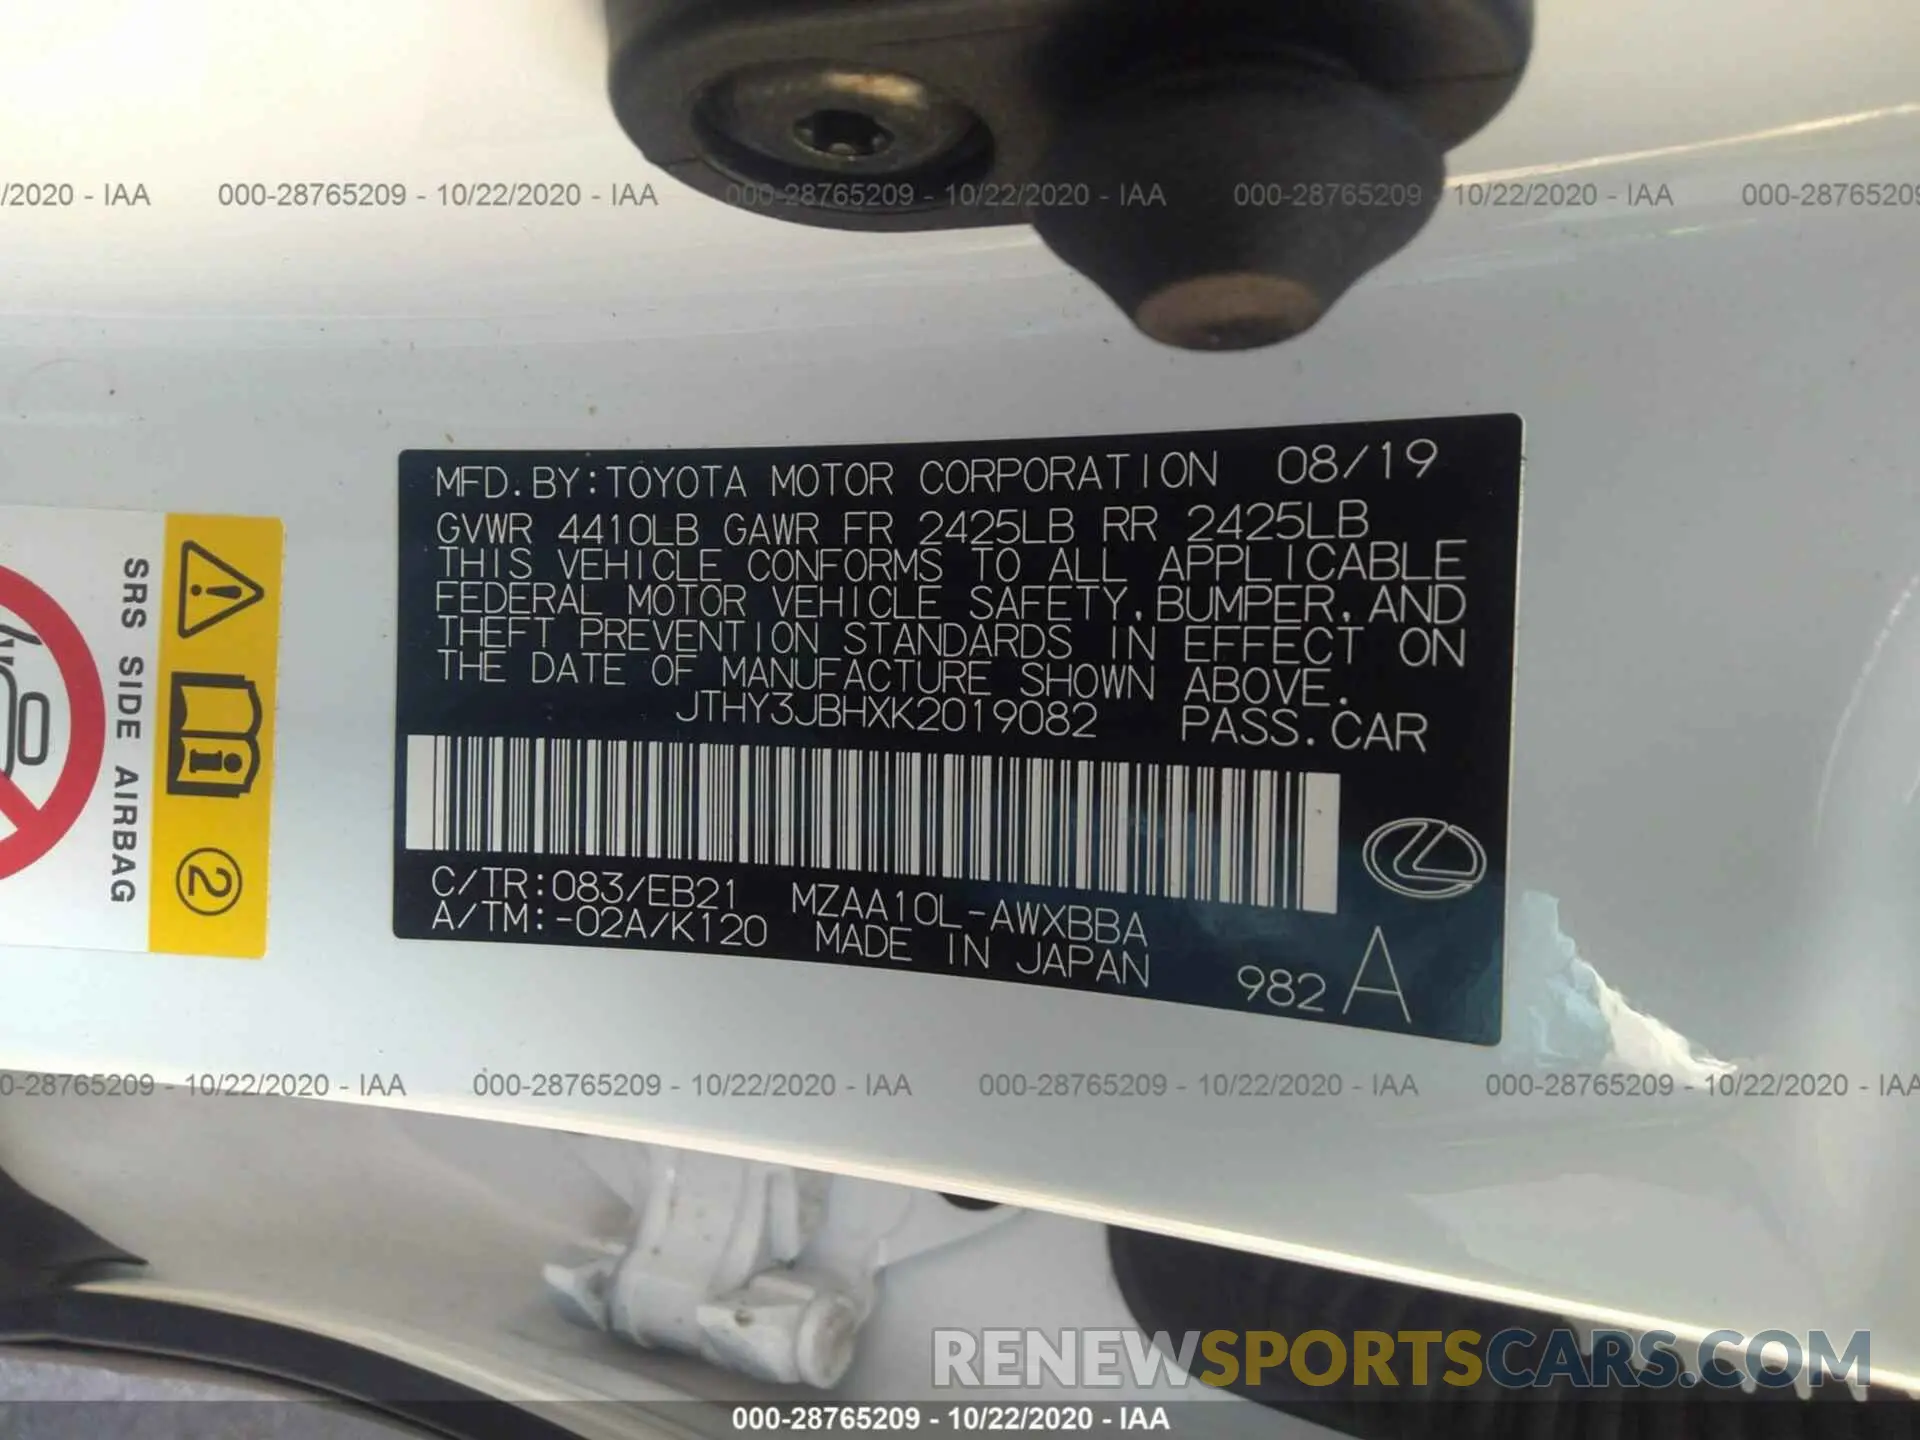 /2020 - IAA 000-28765209 - 10/22/2020 - IAA 000-28765209 - 10/22/2020 - IAA 000-28765209 - 10/22/2020 - IAA 000-28765209
MFD. BY: TOYOTA MOTOR CORPORATION 08/19
GVWR 4410LB GAWR FR 2425LB RR 2425LB
THIS VEHICLE CONFORMS TO ALL APPLICABLE
FEDERAL MOTOR VEHICLE SAFETY, BUMPER, AND
THEFT PREVENTION STANDARDS IN EFFECT ON
THE DATE OF MANUFACTURE SHOWN ABOVE.
JTHY3JBHXK2019082 PASS. CAR
C/TR: 083/EB21 MZAA10L-AWXBBA
A/TM: -02A/K120 MADE IN JAPAN 982 A
SRS SIDE AIRBAG
2
0-28765209 - 10/22/2020 - IAA 000-28765209 - 10/22/2020 - IAA 000-28765209 - 10/22/2020 - IAA 000-28765209 - 10/22/2020 - IAA
RENEWSPORTSCARS.COM
000-28765209 - 10/22/2020 - IAA